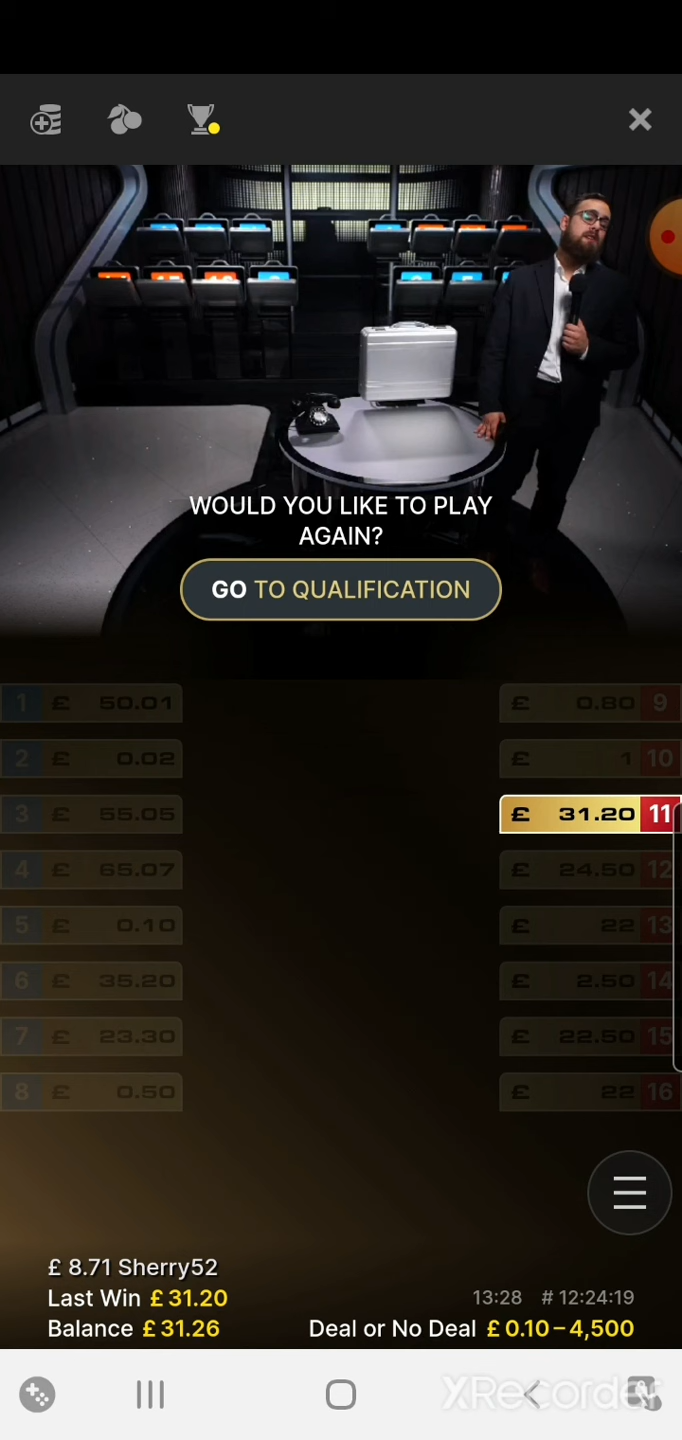 WOULD YOU LIKE TO PLAY
AGAIN?
GO TO QUALIFICATION
1 £ 50.01
£ 0.80 9
2 £ 0.02
£ 1 10
3 £ 55.05
£ 31.20 11
4 £ 65.07
£ 24.50 12
5 £ 0.10
£ 22 13
6 £ 35.20
£ 2.50 14
7 £ 23.30
£ 22.50 15
8 £ 0.50
£ 22 16
£ 8.71 Sherry52
Last Win £ 31.20
13:28 # 12:24:19
Balance £ 31.26
Deal or No Deal £ 0.10 – 4,500
XRecorder